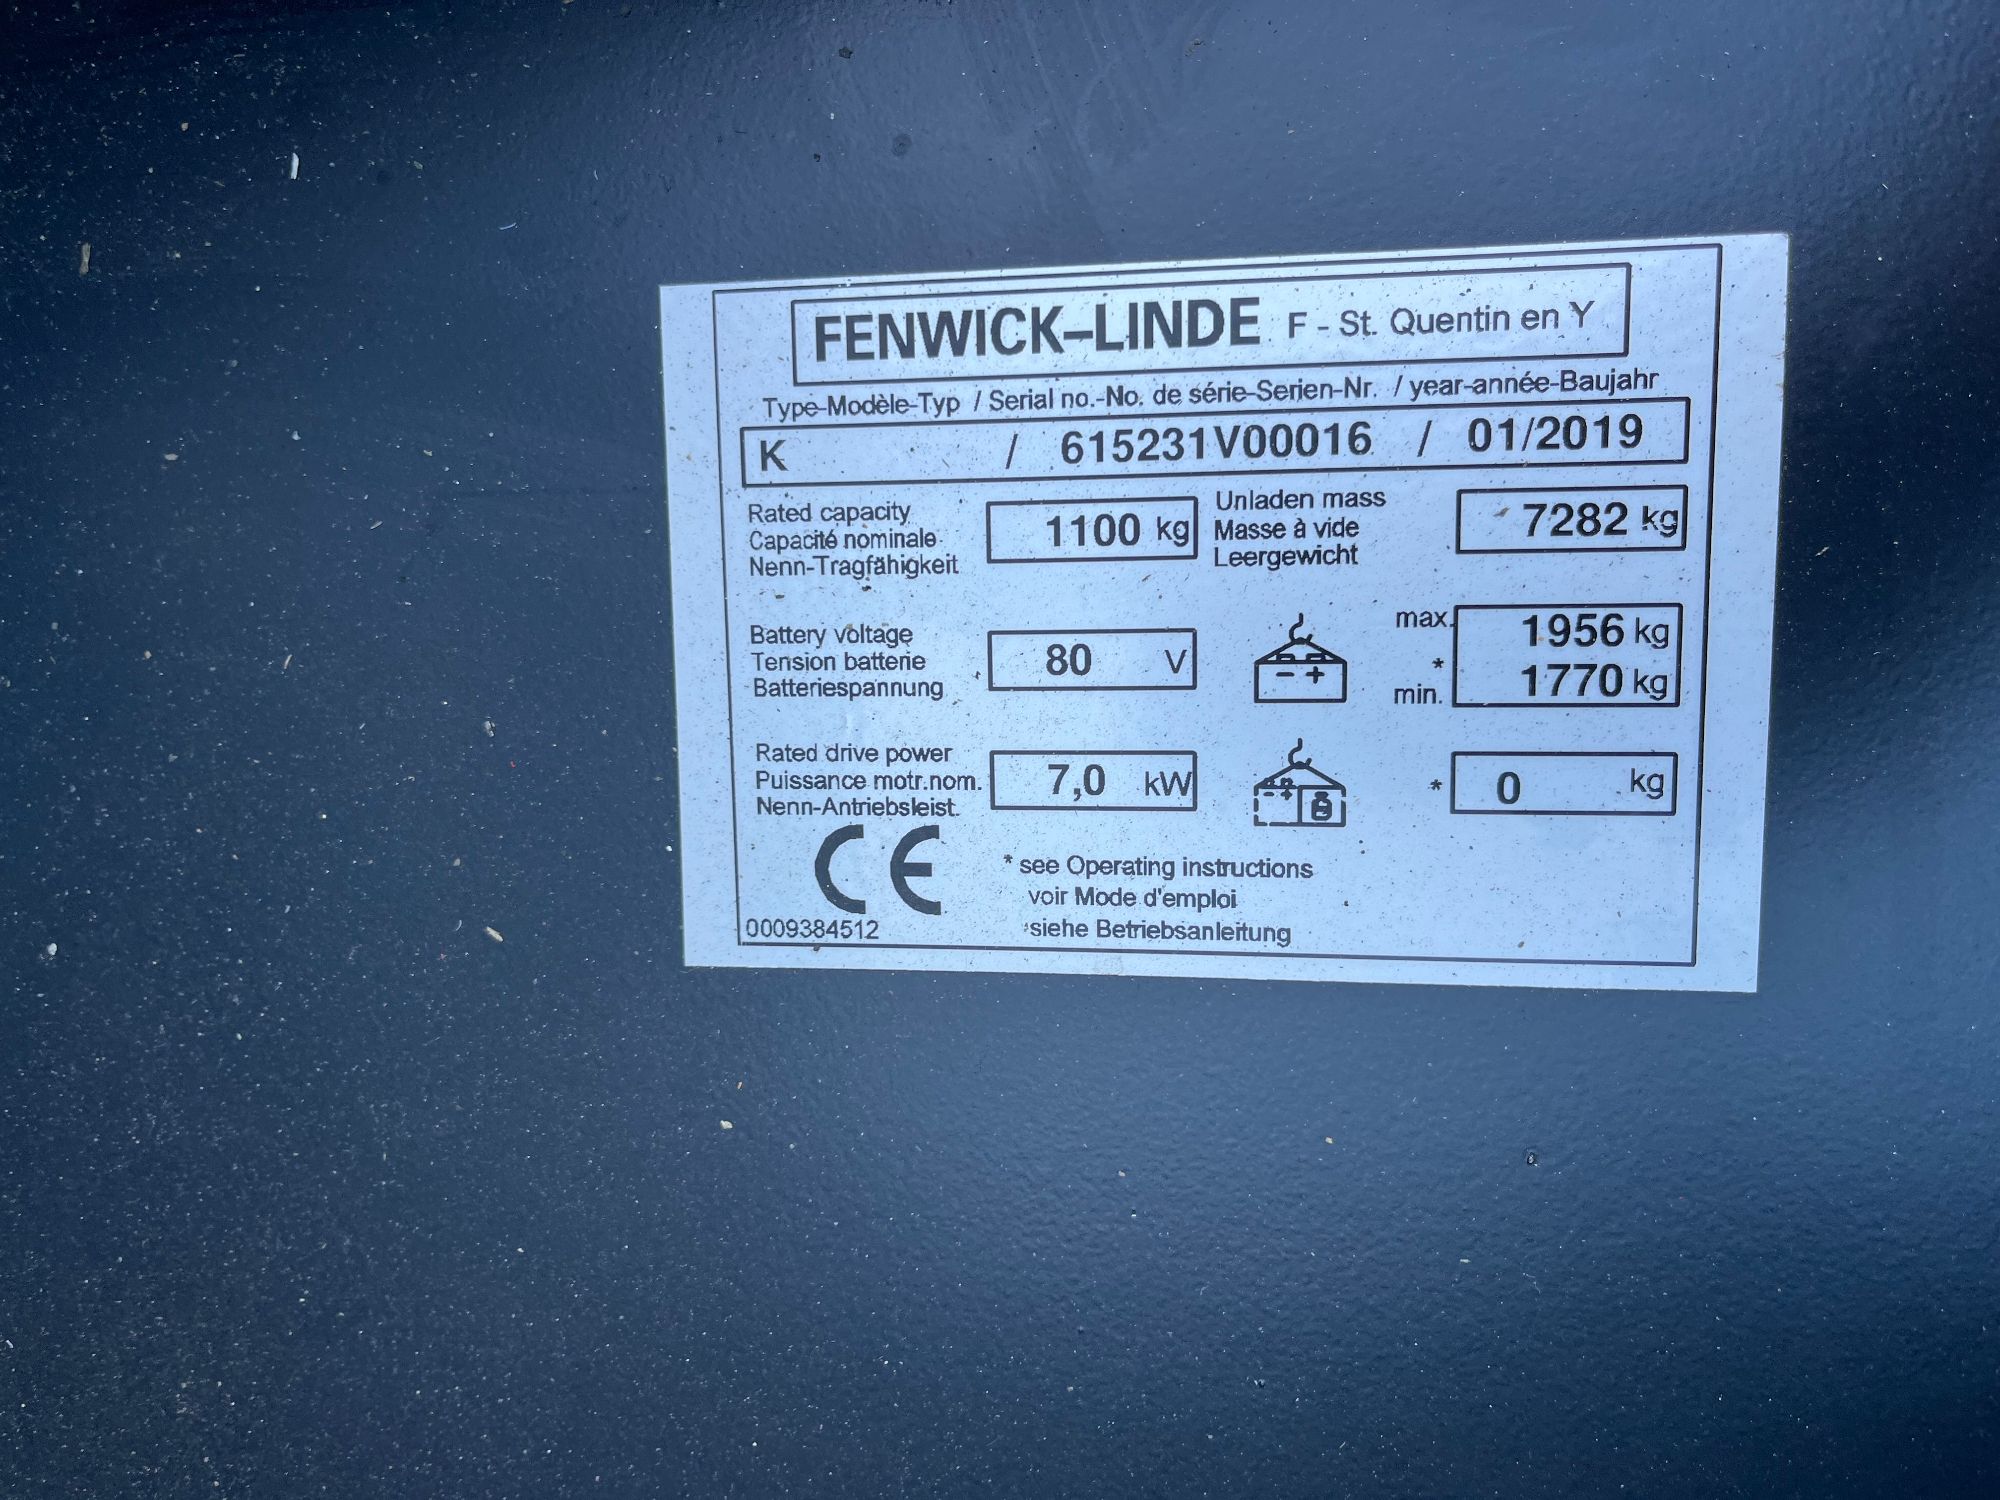 FENWICK-LINDE F - St. Quentin en Y
Type-Modèle-Typ / Serial no.-No. de série-Serien-Nr. / year-année-Baujahr
K / 615231V00016 / 01/2019
Rated capacity
Capacité nominale
Nenn-Tragfähigkeit
1100 kg
Unladen mass
Masse à vide
Leergewicht
7282 kg
Battery voltage
Tension batterie
Batteriespannung
80 V
- +
max. 1956 kg
*
min. 1770 kg
Rated drive power
Puissance motr.nom.
Nenn-Antriebsleist.
7,0 kW
- +
* 0 kg
CE
0009384512
* see Operating instructions
voir Mode d'emploi
siehe Betriebsanleitung